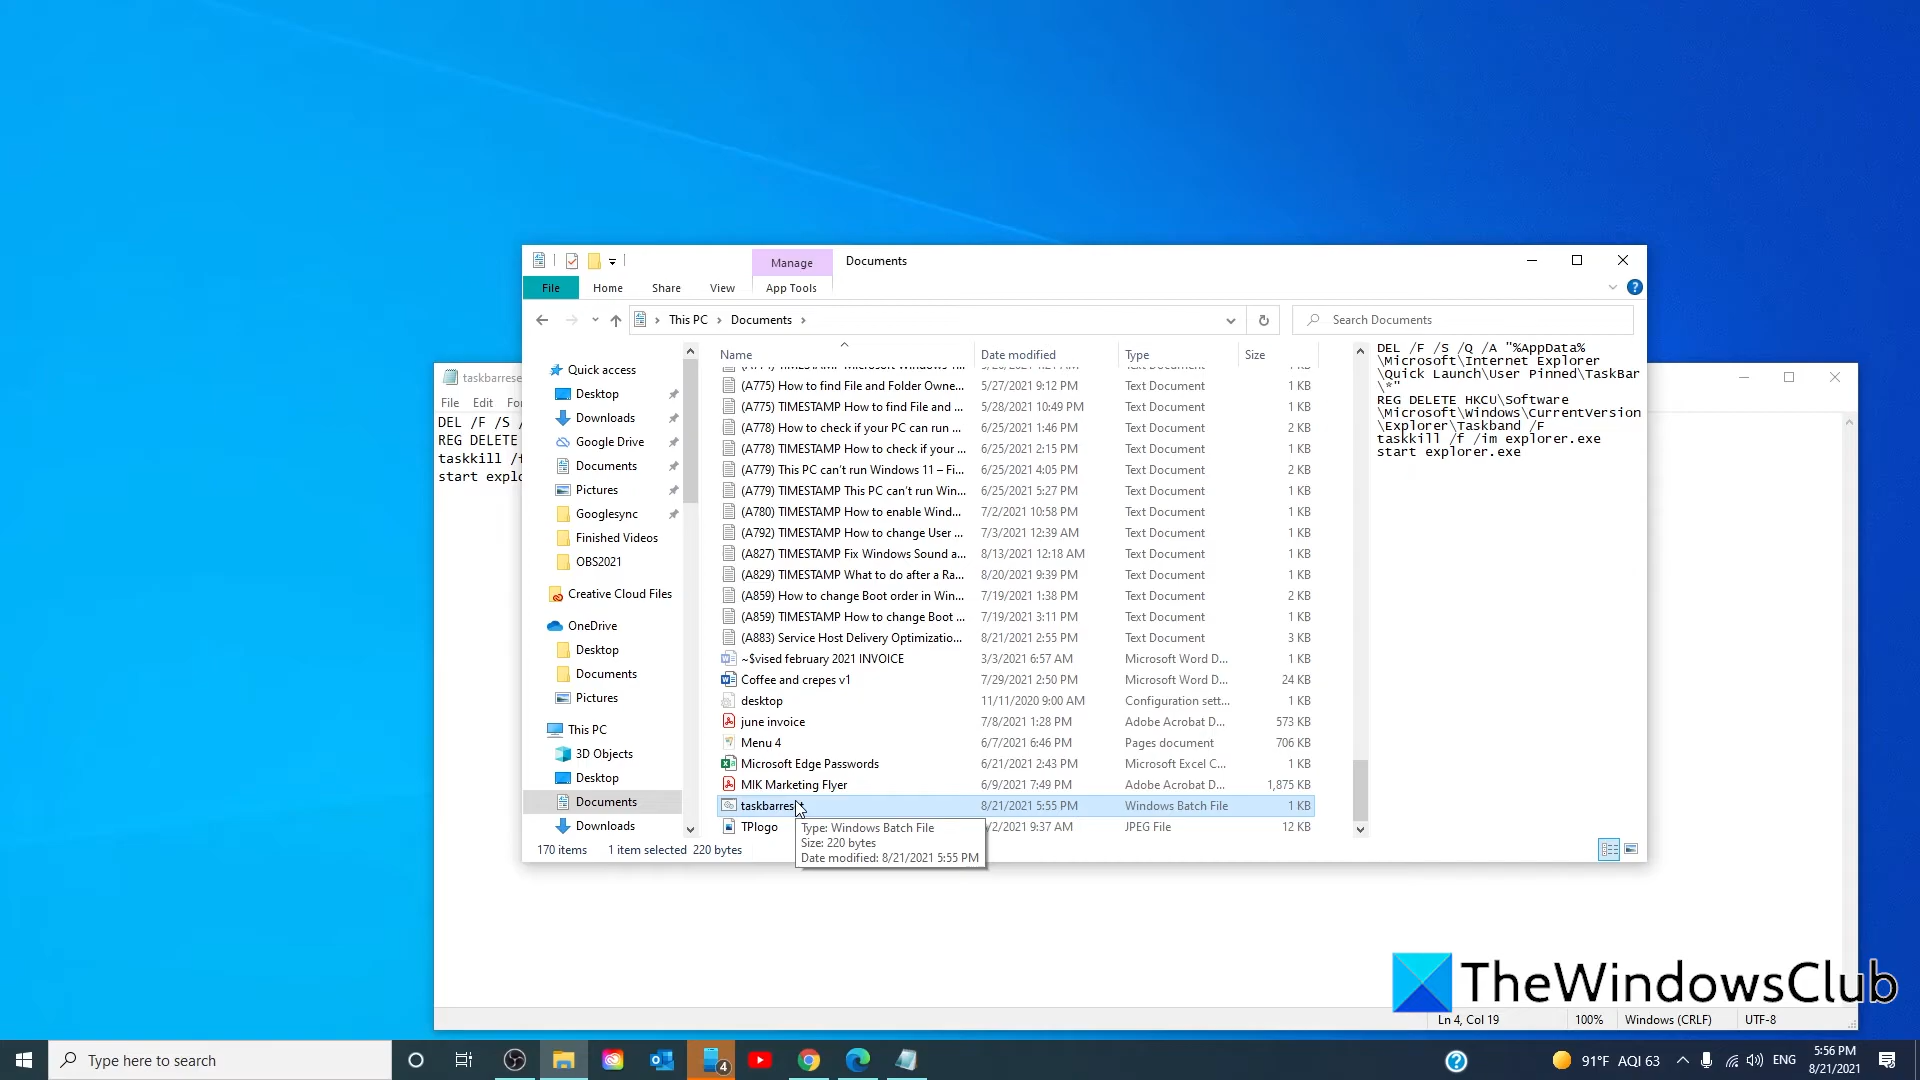 Manage
Documents
File
Home
Share
View
App Tools
This PC
Documents
Search Documents
Quick access
Desktop
Downloads
Google Drive
Documents
Pictures
Googlesync
Finished Videos
OBS2021
Creative Cloud Files
OneDrive
Desktop
Documents
Pictures
This PC
3D Objects
Desktop
Documents
Downloads
Name Date modified Type Size
(A775) How to find File and Folder Owne... 5/27/2021 9:12 PM Text Document 1 KB
(A775) TIMESTAMP How to find File and ... 5/28/2021 10:49 PM Text Document 1 KB
(A778) How to check if your PC can run ... 6/25/2021 1:46 PM Text Document 2 KB
(A778) TIMESTAMP How to check if your ... 6/25/2021 2:15 PM Text Document 1 KB
(A779) This PC can't run Windows 11 – Fi... 6/25/2021 4:05 PM Text Document 2 KB
(A779) TIMESTAMP This PC can't run Win... 6/25/2021 5:27 PM Text Document 1 KB
(A780) TIMESTAMP How to enable Wind... 7/2/2021 10:58 PM Text Document 1 KB
(A792) TIMESTAMP How to change User ... 7/3/2021 12:39 AM Text Document 1 KB
(A827) TIMESTAMP Fix Windows Sound a... 8/13/2021 12:18 AM Text Document 1 KB
(A829) TIMESTAMP What to do after a Ra... 8/20/2021 9:39 PM Text Document 1 KB
(A859) How to change Boot order in Win... 7/19/2021 1:38 PM Text Document 2 KB
(A859) TIMESTAMP How to change Boot ... 7/19/2021 3:11 PM Text Document 1 KB
(A883) Service Host Delivery Optimizatio... 8/21/2021 2:55 PM Text Document 3 KB
~$vised february 2021 INVOICE 3/3/2021 6:57 AM Microsoft Word D... 1 KB
Coffee and crepes v1 7/29/2021 2:50 PM Microsoft Word D... 24 KB
desktop 11/11/2020 9:00 AM Configuration sett... 1 KB
june invoice 7/8/2021 1:28 PM Adobe Acrobat D... 573 KB
Menu 4 6/7/2021 6:46 PM Pages document 706 KB
Microsoft Edge Passwords 6/21/2021 2:43 PM Microsoft Excel C... 1 KB
MIK Marketing Flyer 6/9/2021 7:49 PM Adobe Acrobat D... 1,875 KB
8/21/2021 5:55 PM Windows Batch File 1 KB
TPlogo /2/2021 9:37 AM JPEG File 12 KB
Type: Windows Batch File
Size: 220 bytes
Date modified: 8/21/2021 5:55 PM
170 items 1 item selected 220 bytes
DEL /F /S /Q /A "%AppData%
\Microsoft\Internet Explorer
\Quick Launch\User Pinned\TaskBar
\*"
REG DELETE HKCU\Software
\Microsoft\Windows\CurrentVersion
\Explorer\Taskband /F
taskkill /f /im explorer.exe
start explorer.exe
taskbarrese
File Edit Fo
DEL /F /S /
REG DELETE
taskkill /f
start explo
TheWindowsClub
Ln 4, Col 19 100% Windows (CRLF) UTF-8
Type here to search
4
91°F AQI 63
ENG
5:56 PM
8/21/2021